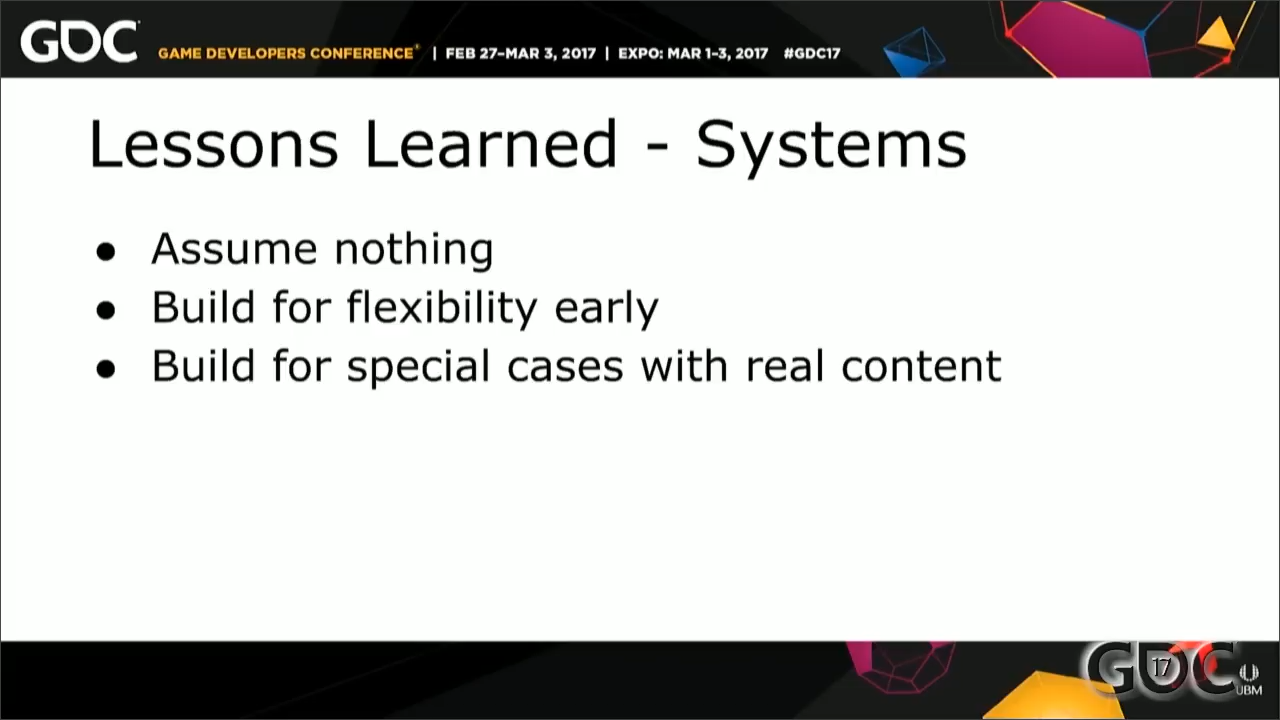 GDC GAME DEVELOPERS CONFERENCE® | FEB 27–MAR 3, 2017 | EXPO: MAR 1–3, 2017 #GDC17
Lessons Learned - Systems
● Assume nothing
● Build for flexibility early
● Build for special cases with real content
GDC 17
UBM